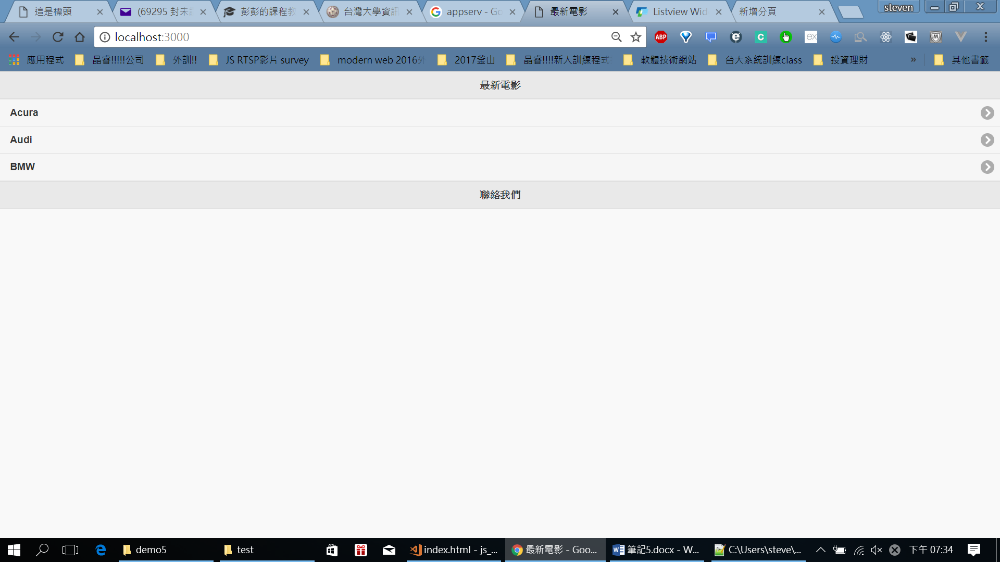 這是標頭
(69295 封未
彭彭的課程教
台灣大學資訊
appserv - Go
最新電影
Listview Wid
新增分頁
steven
localhost:3000
ABP
應用程式
晶睿!!!!!公司
外訓!!
JS RTSP影片 survey
modern web 2016外
2017釜山
晶睿!!!!新人訓練程式
軟體技術網站
台大系統訓練class
投資理財
»
其他書籤
最新電影
Acura
Audi
BMW
聯絡我們
demo5
test
index.html - js_...
最新電影 - Goo...
筆記5.docx - W...
C:\Users\steve\...
下午 07:34